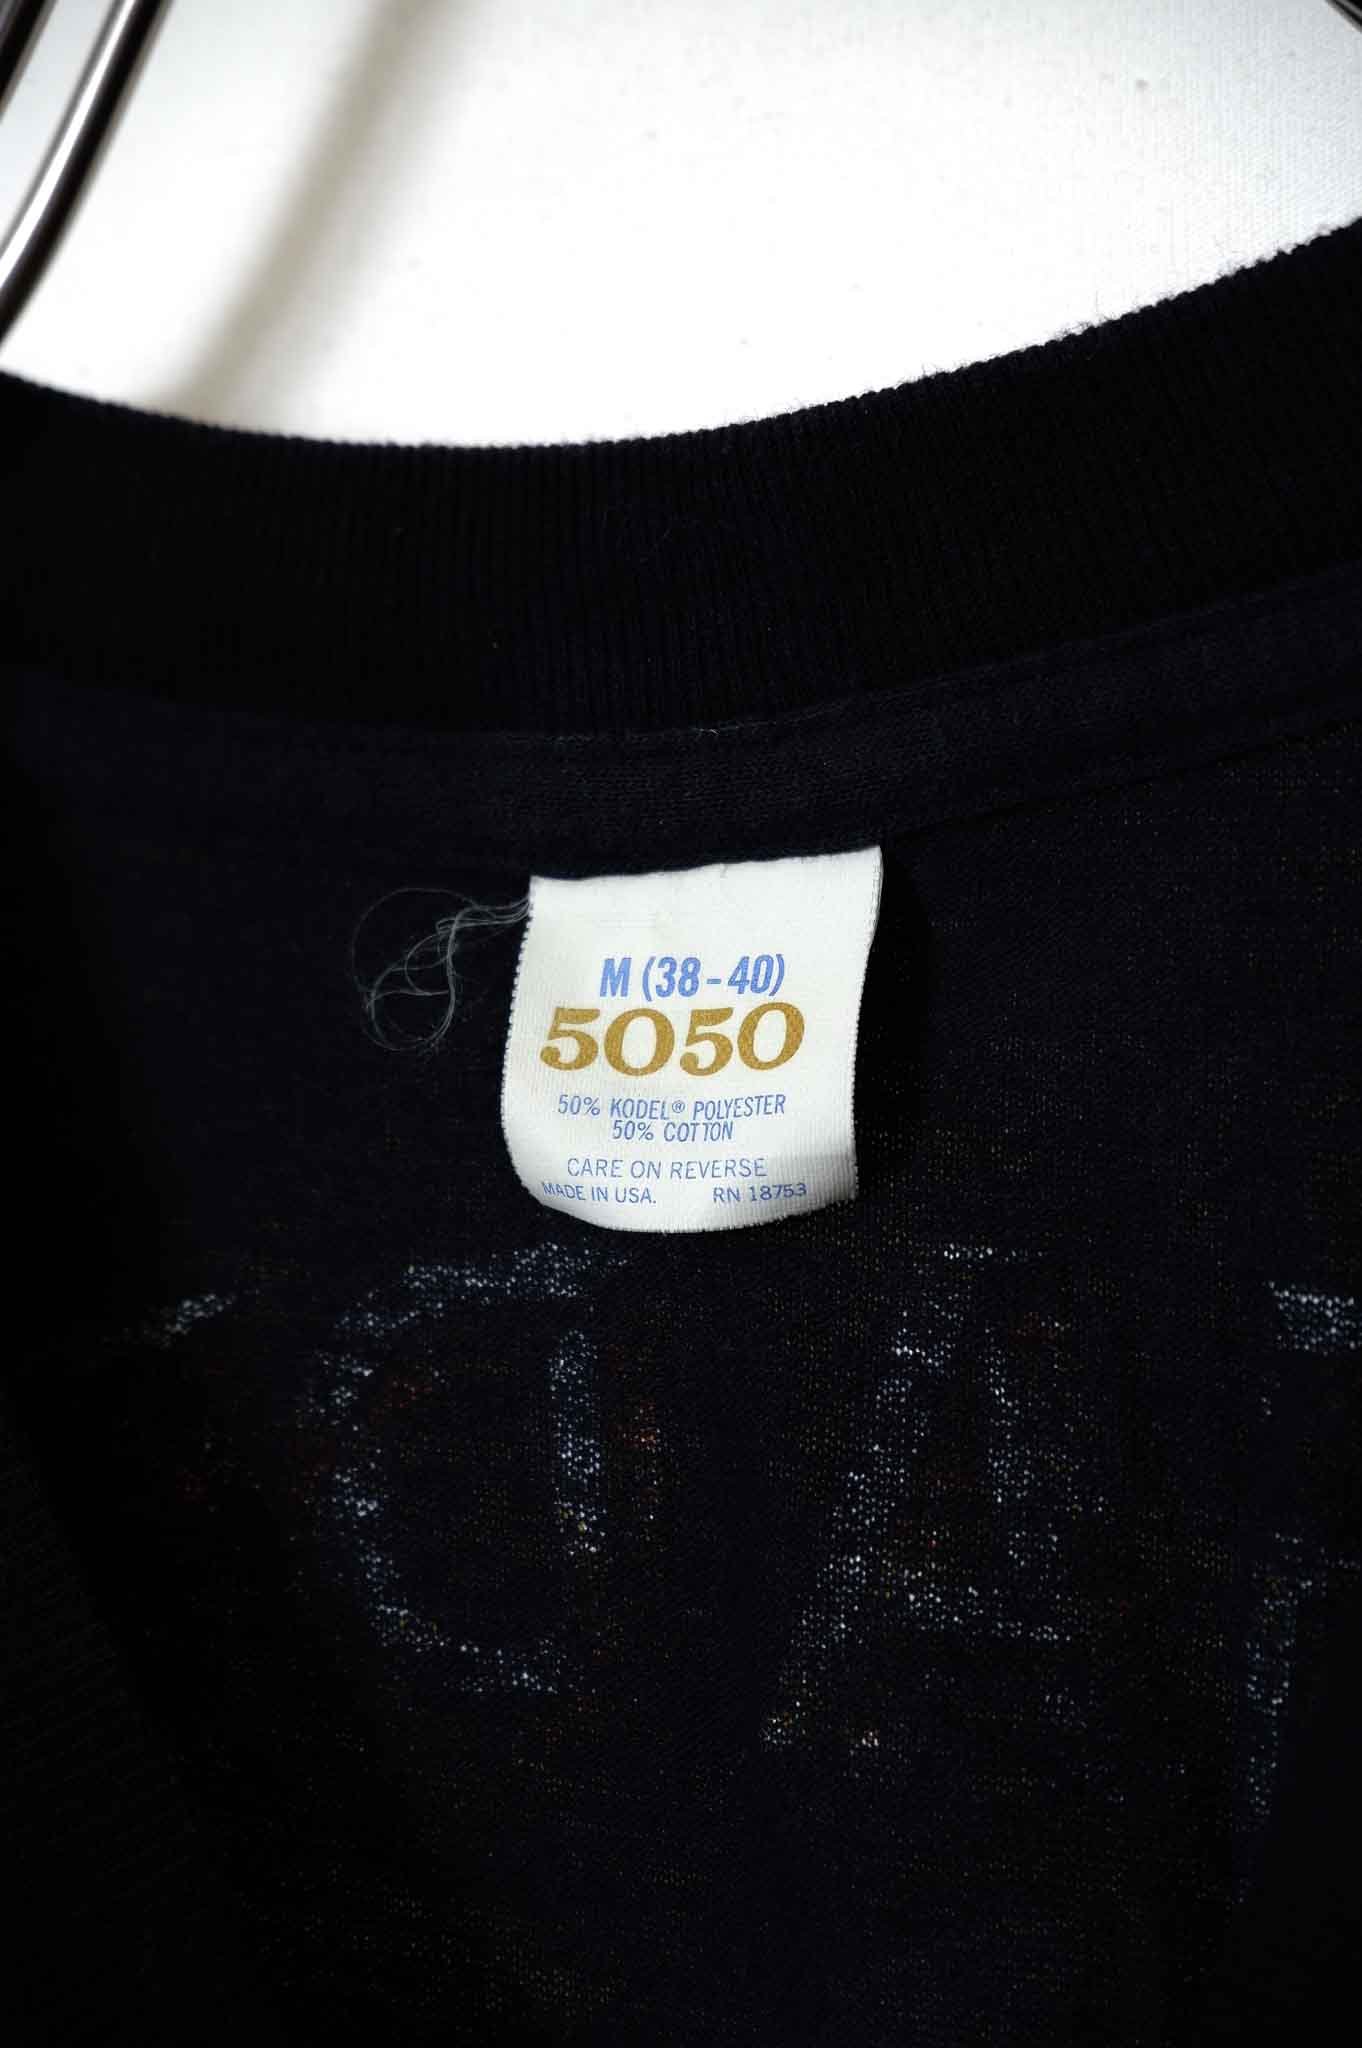 M (38-40)
5050
50% KODEL® POLYESTER
50% COTTON
CARE ON REVERSE
MADE IN USA. RN 18753